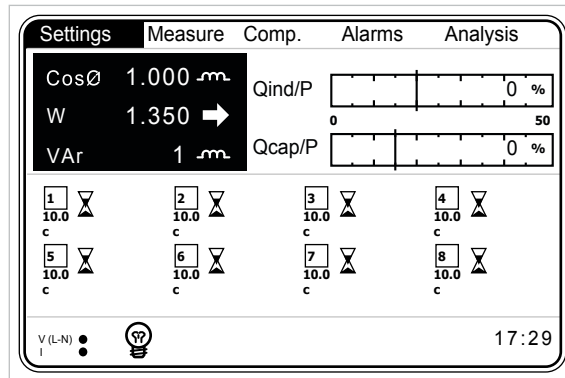 Settings Measure Comp. Alarms Analysis
CosØ 1.000
W 1.350
VAr 1
Qind/P 0 %
0 50
Qcap/P 0 %
1 2 3 4
10.0 10.0 10.0 10.0
c c c c
5 6 7 8
10.0 10.0 10.0 10.0
c c c c
V (L-N)
I
17:29